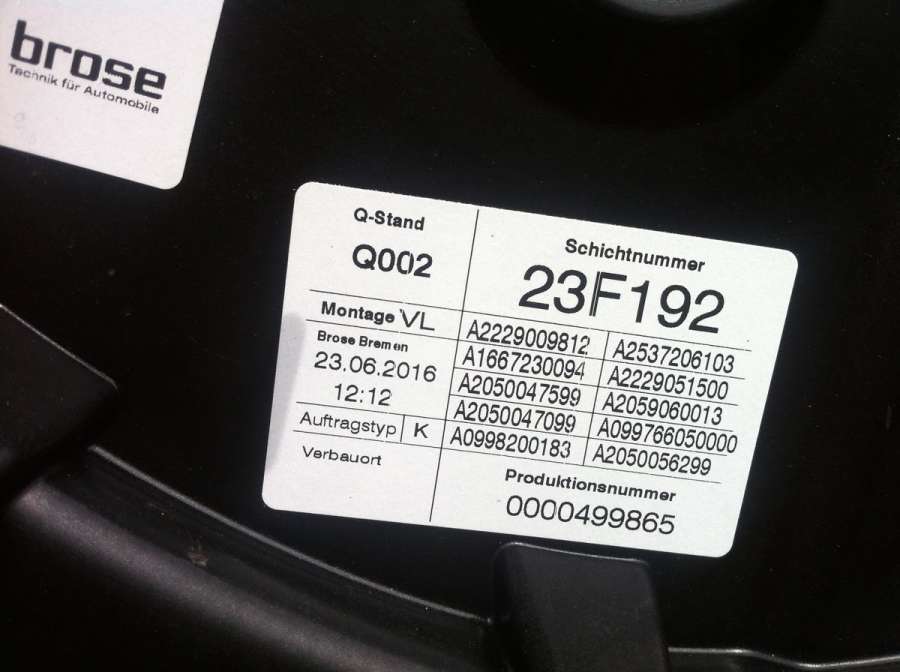 brose
Technik für Automobile
Q-Stand
Q002
Schichtnummer
23F192
Montage VL
Brose Bremen
23.06.2016
12:12
Auftragstyp K
Verbauort
A2229009812 A2537206103
A1667230094 A2229051500
A2050047599 A2059060013
A2050047099 A099766050000
A0998200183 A2050056299
Produktionsnummer
0000499865